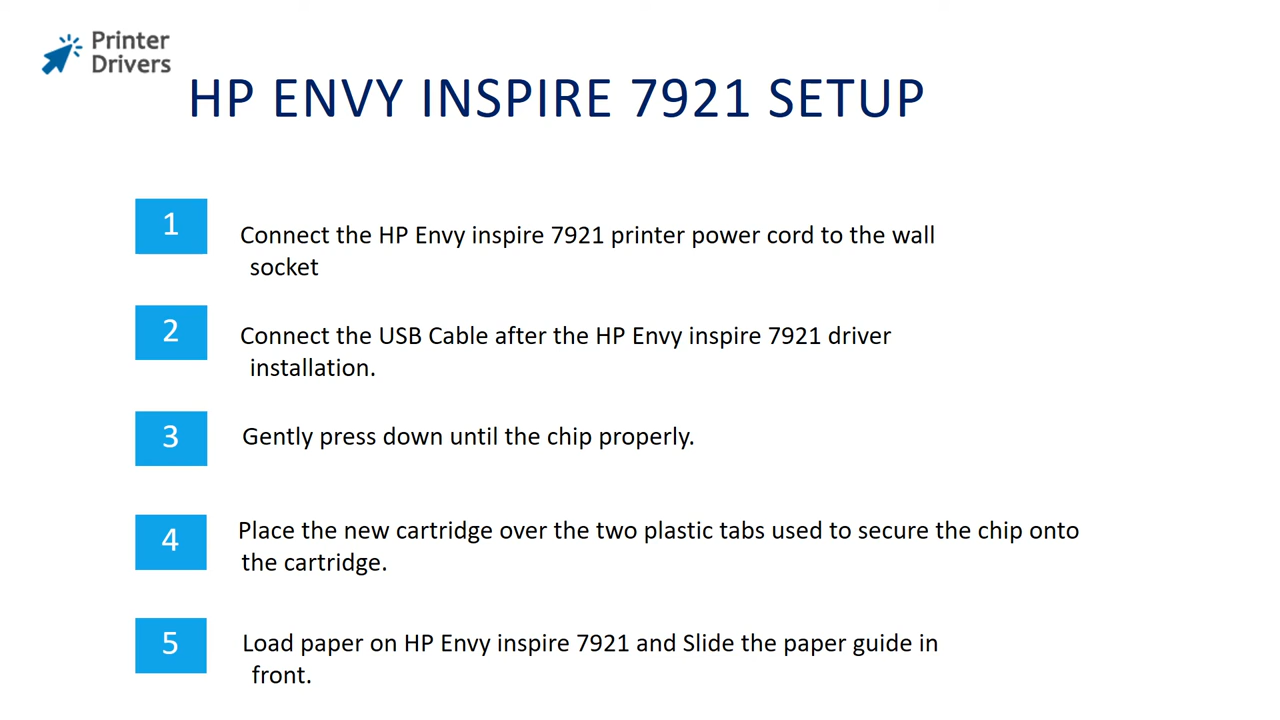 Printer
Drivers
HP ENVY INSPIRE 7921 SETUP
1
Connect the HP Envy inspire 7921 printer power cord to the wall
socket
2
Connect the USB Cable after the HP Envy inspire 7921 driver
installation.
3
Gently press down until the chip properly.
4
Place the new cartridge over the two plastic tabs used to secure the chip onto
the cartridge.
5
Load paper on HP Envy inspire 7921 and Slide the paper guide in
front.